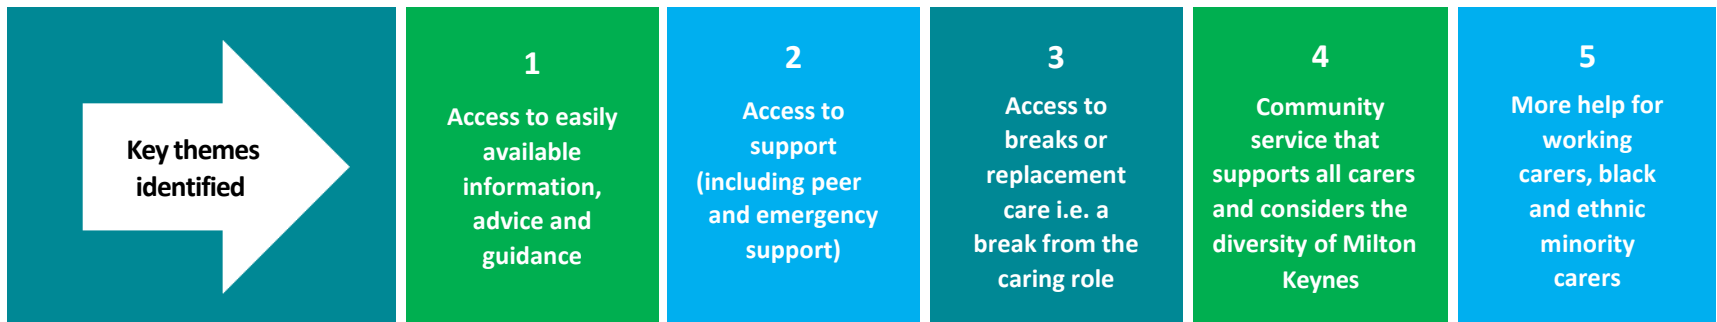 Key themes
identified
1
Access to easily
available
information,
advice and
guidance
2
Access to
support
(including peer
and emergency
support)
3
Access to
breaks or
replacement
care i.e. a
break from the
caring role
4
Community
service that
supports all carers
and considers the
diversity of Milton
Keynes
5
More help for
working
carers, black
and ethnic
minority
carers